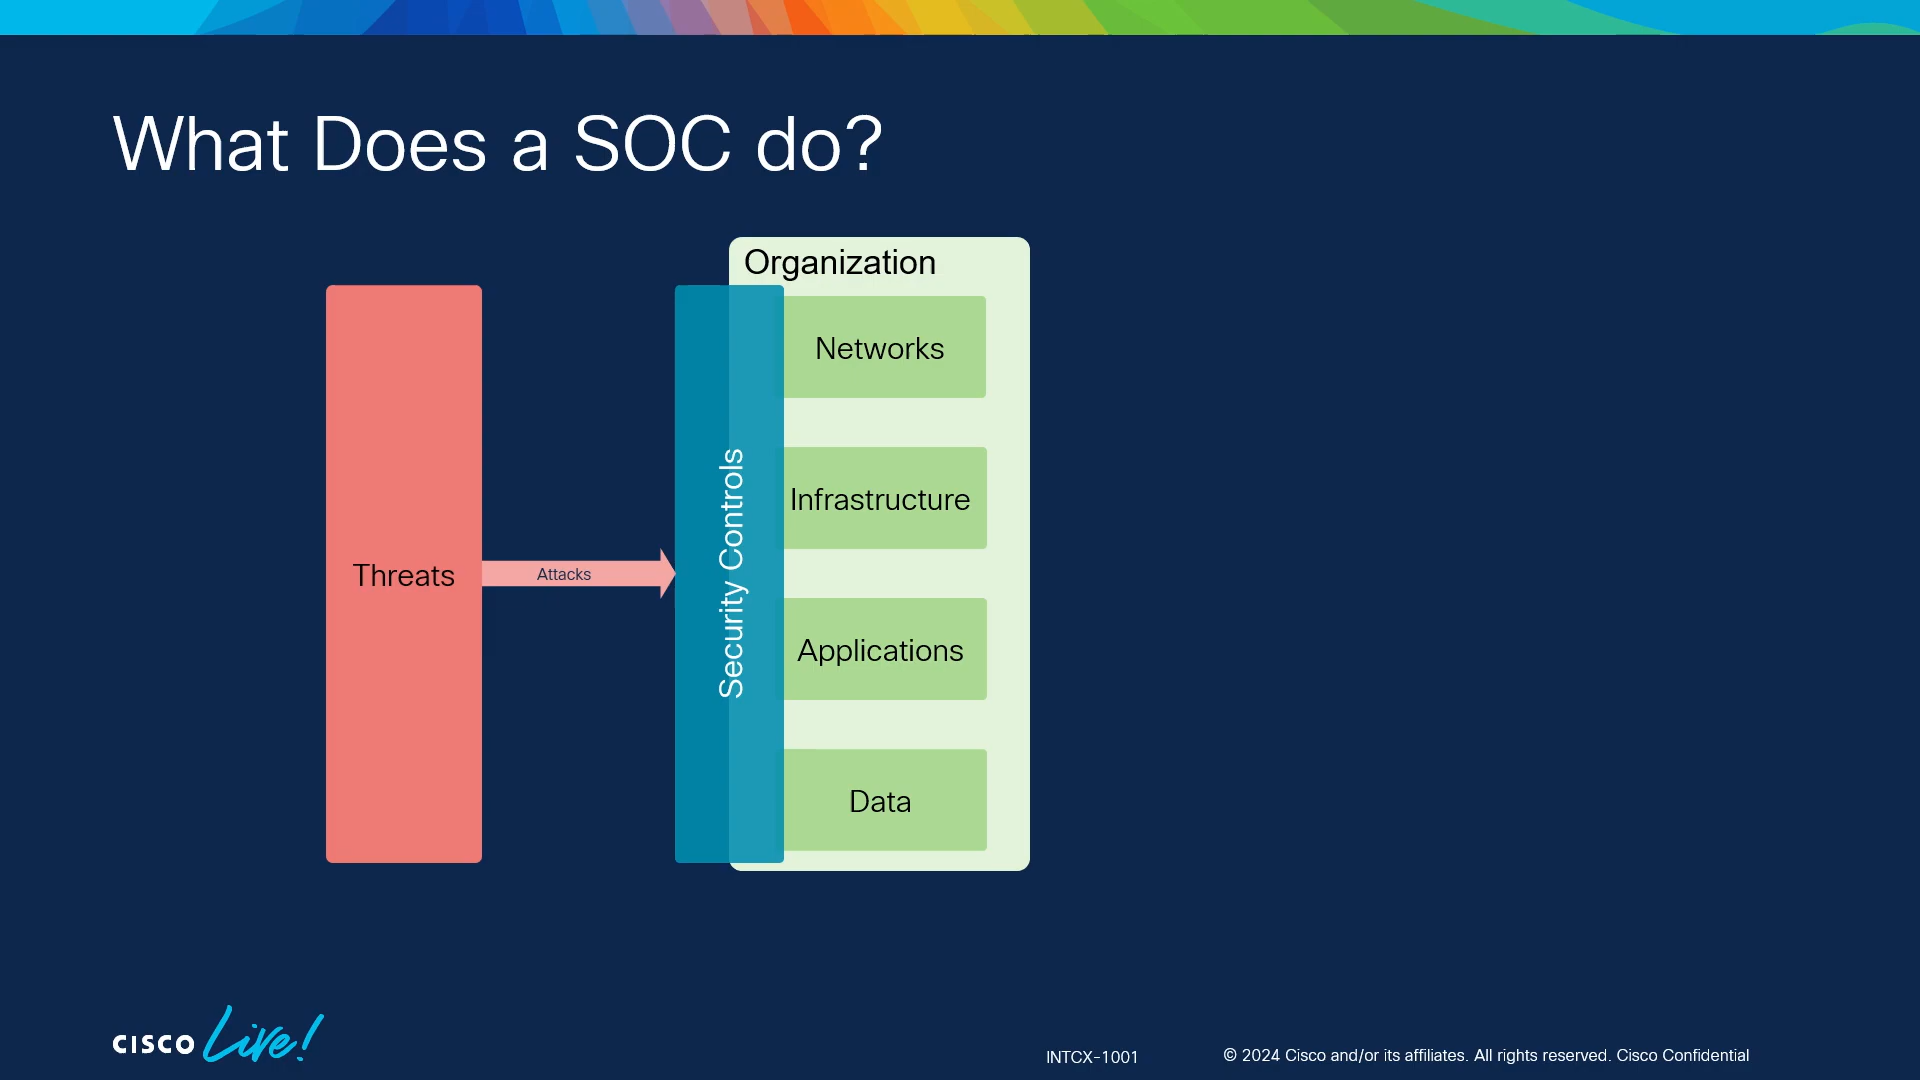 What Does a SOC do?
Organization
Networks
Infrastructure
Applications
Data
Security Controls
Threats
Attacks
CISCO Live!
INTCX-1001
© 2024 Cisco and/or its affiliates. All rights reserved. Cisco Confidential